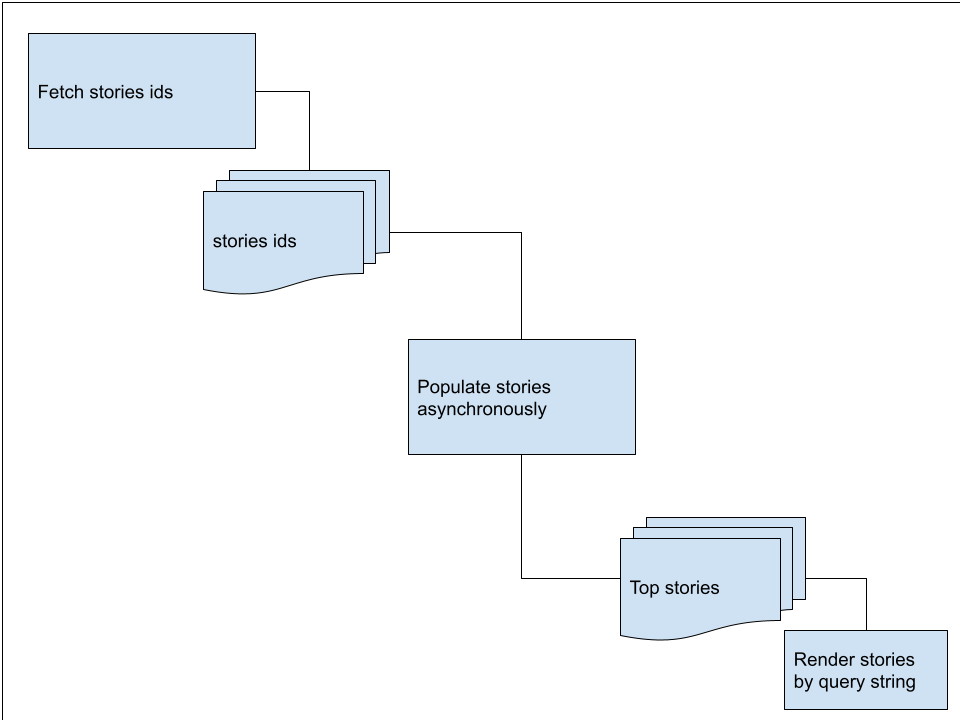 Fetch stories ids
stories ids
Populate stories
asynchronously
Top stories
Render stories
by query string